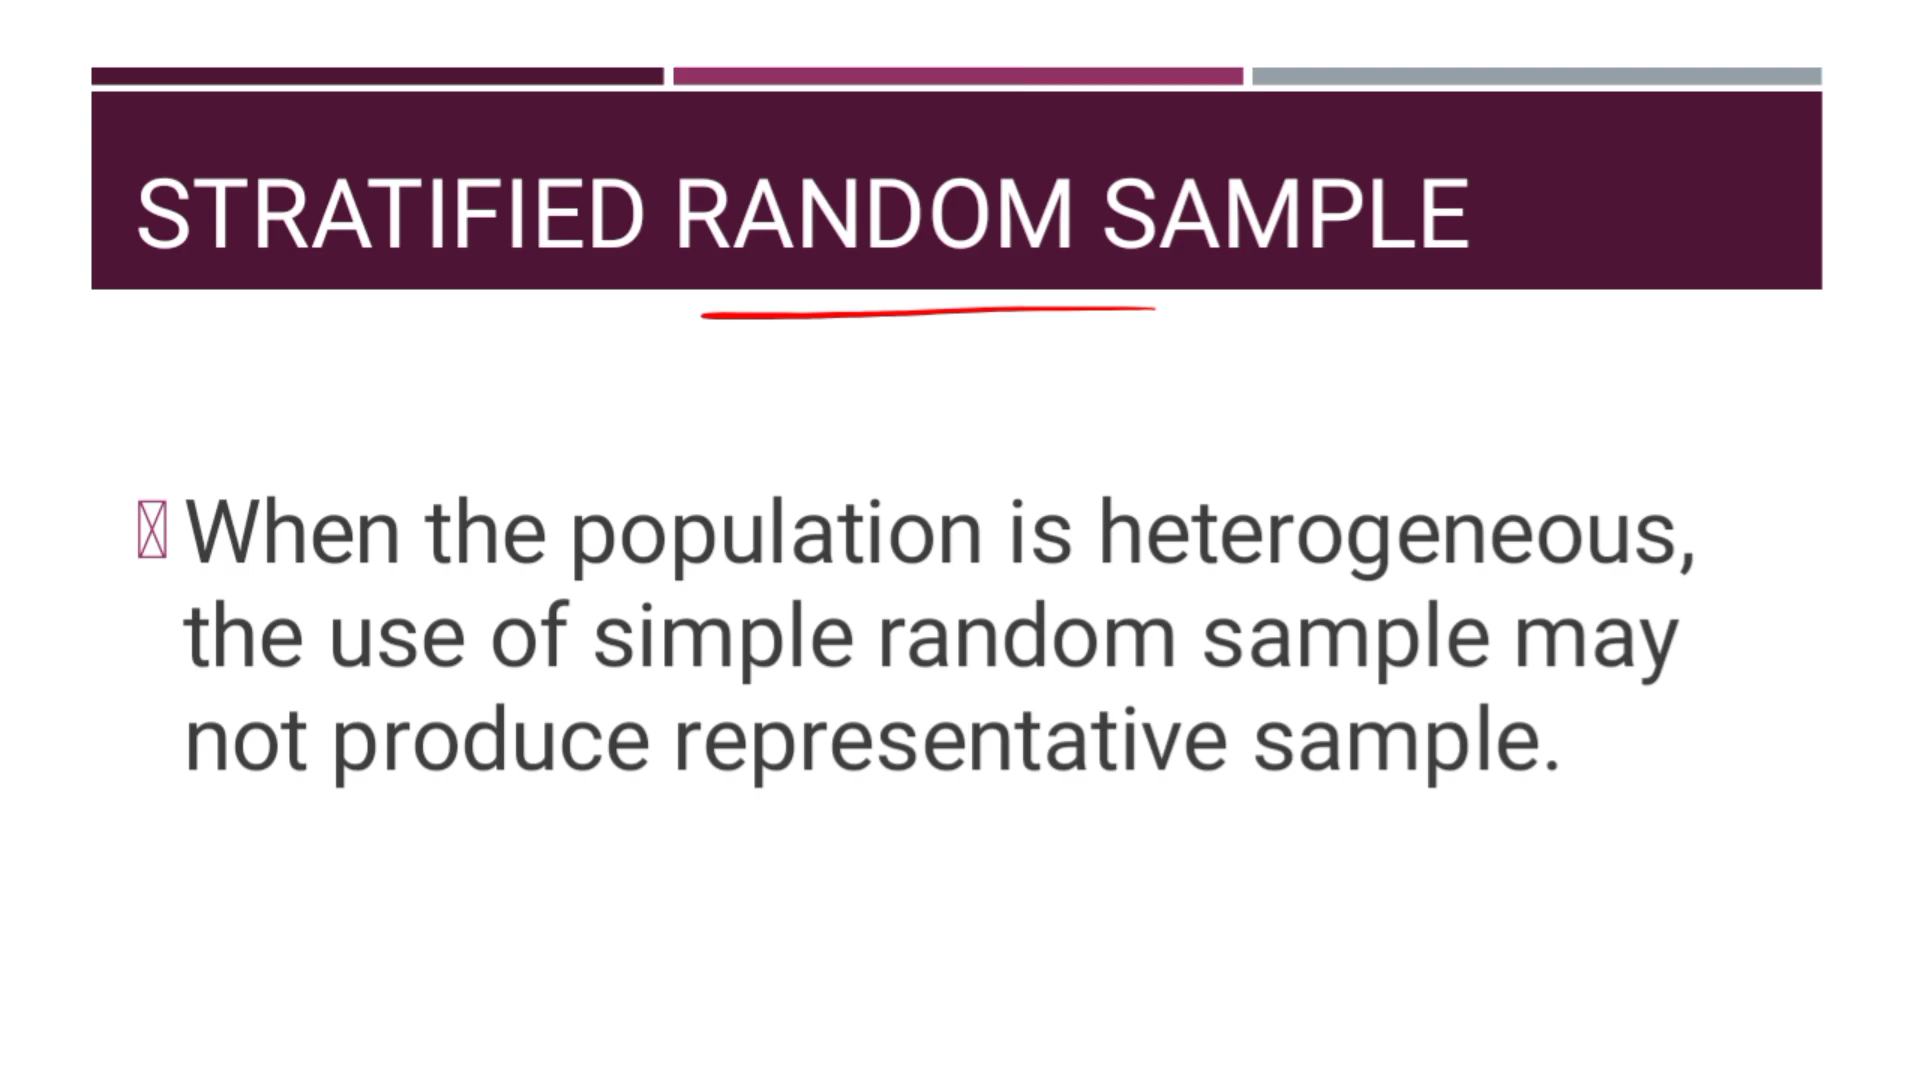 STRATIFIED RANDOM SAMPLE
When the population is heterogeneous,
the use of simple random sample may
not produce representative sample.